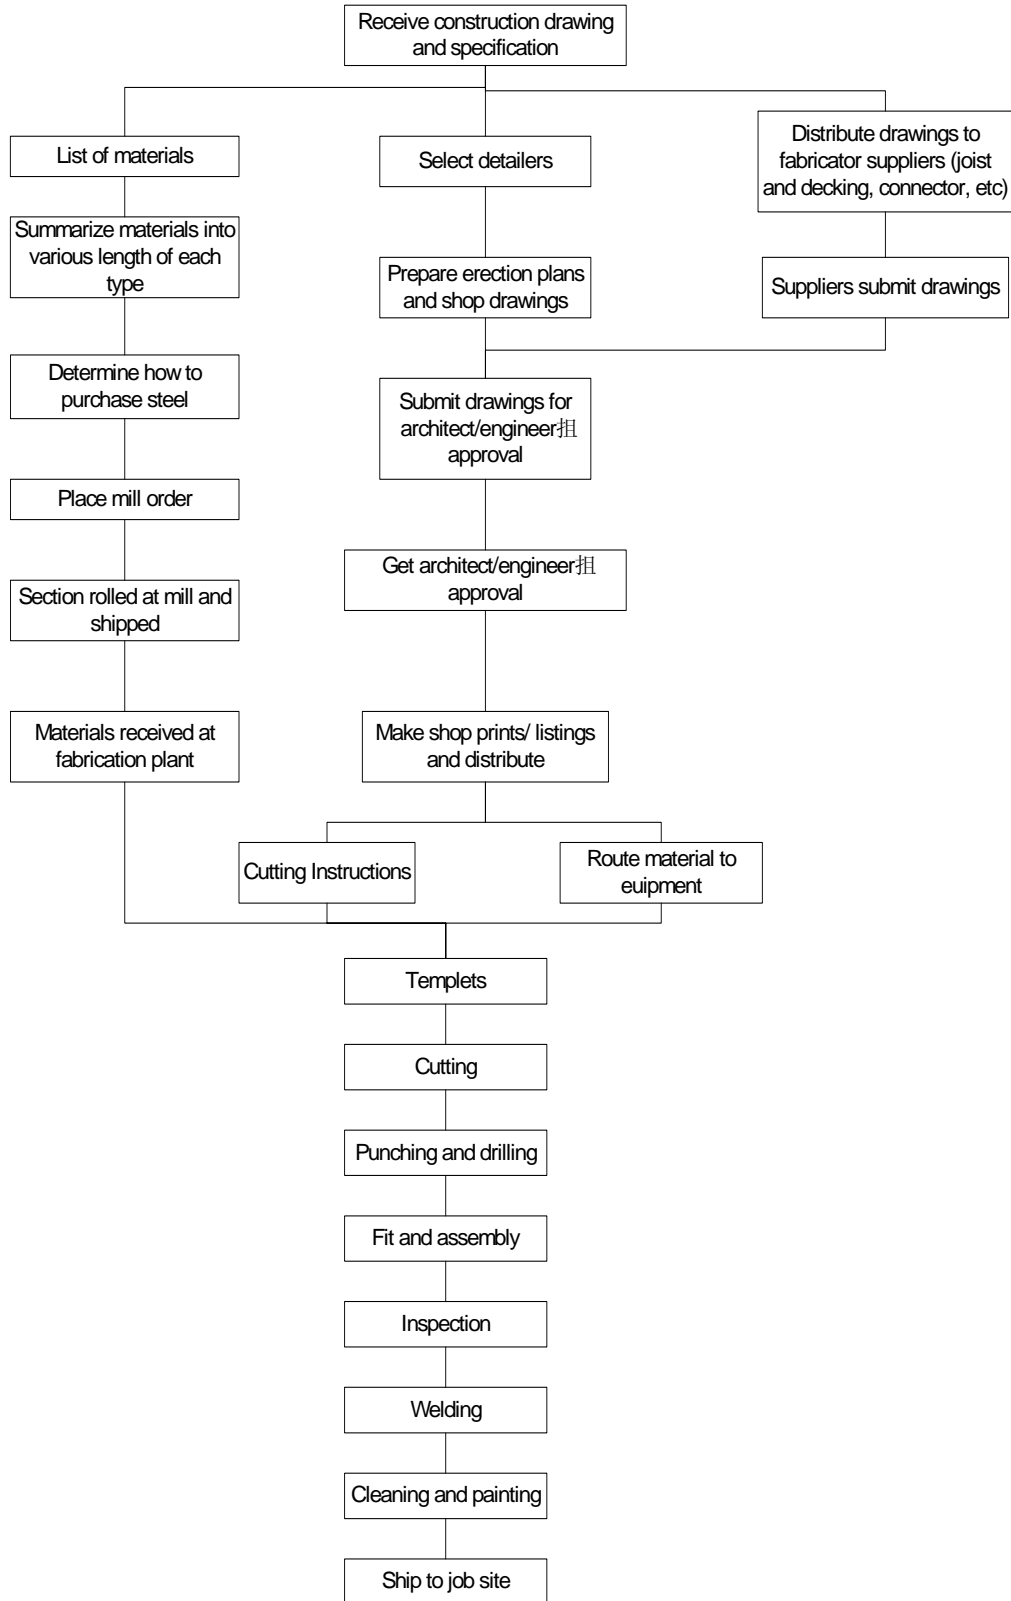 Receive construction drawing
and specification
List of materials
Select detailers
Distribute drawings to
fabricator suppliers (joist
and decking, connector, etc)
Summarize materials into
various length of each
type
Prepare erection plans
and shop drawings
Suppliers submit drawings
Determine how to
purchase steel
Submit drawings for
architect/engineer担
approval
Place mill order
Get architect/engineer担
approval
Section rolled at mill and
shipped
Materials received at
fabrication plant
Make shop prints/ listings
and distribute
Cutting Instructions
Route material to
euipment
Templets
Cutting
Punching and drilling
Fit and assembly
Inspection
Welding
Cleaning and painting
Ship to job site